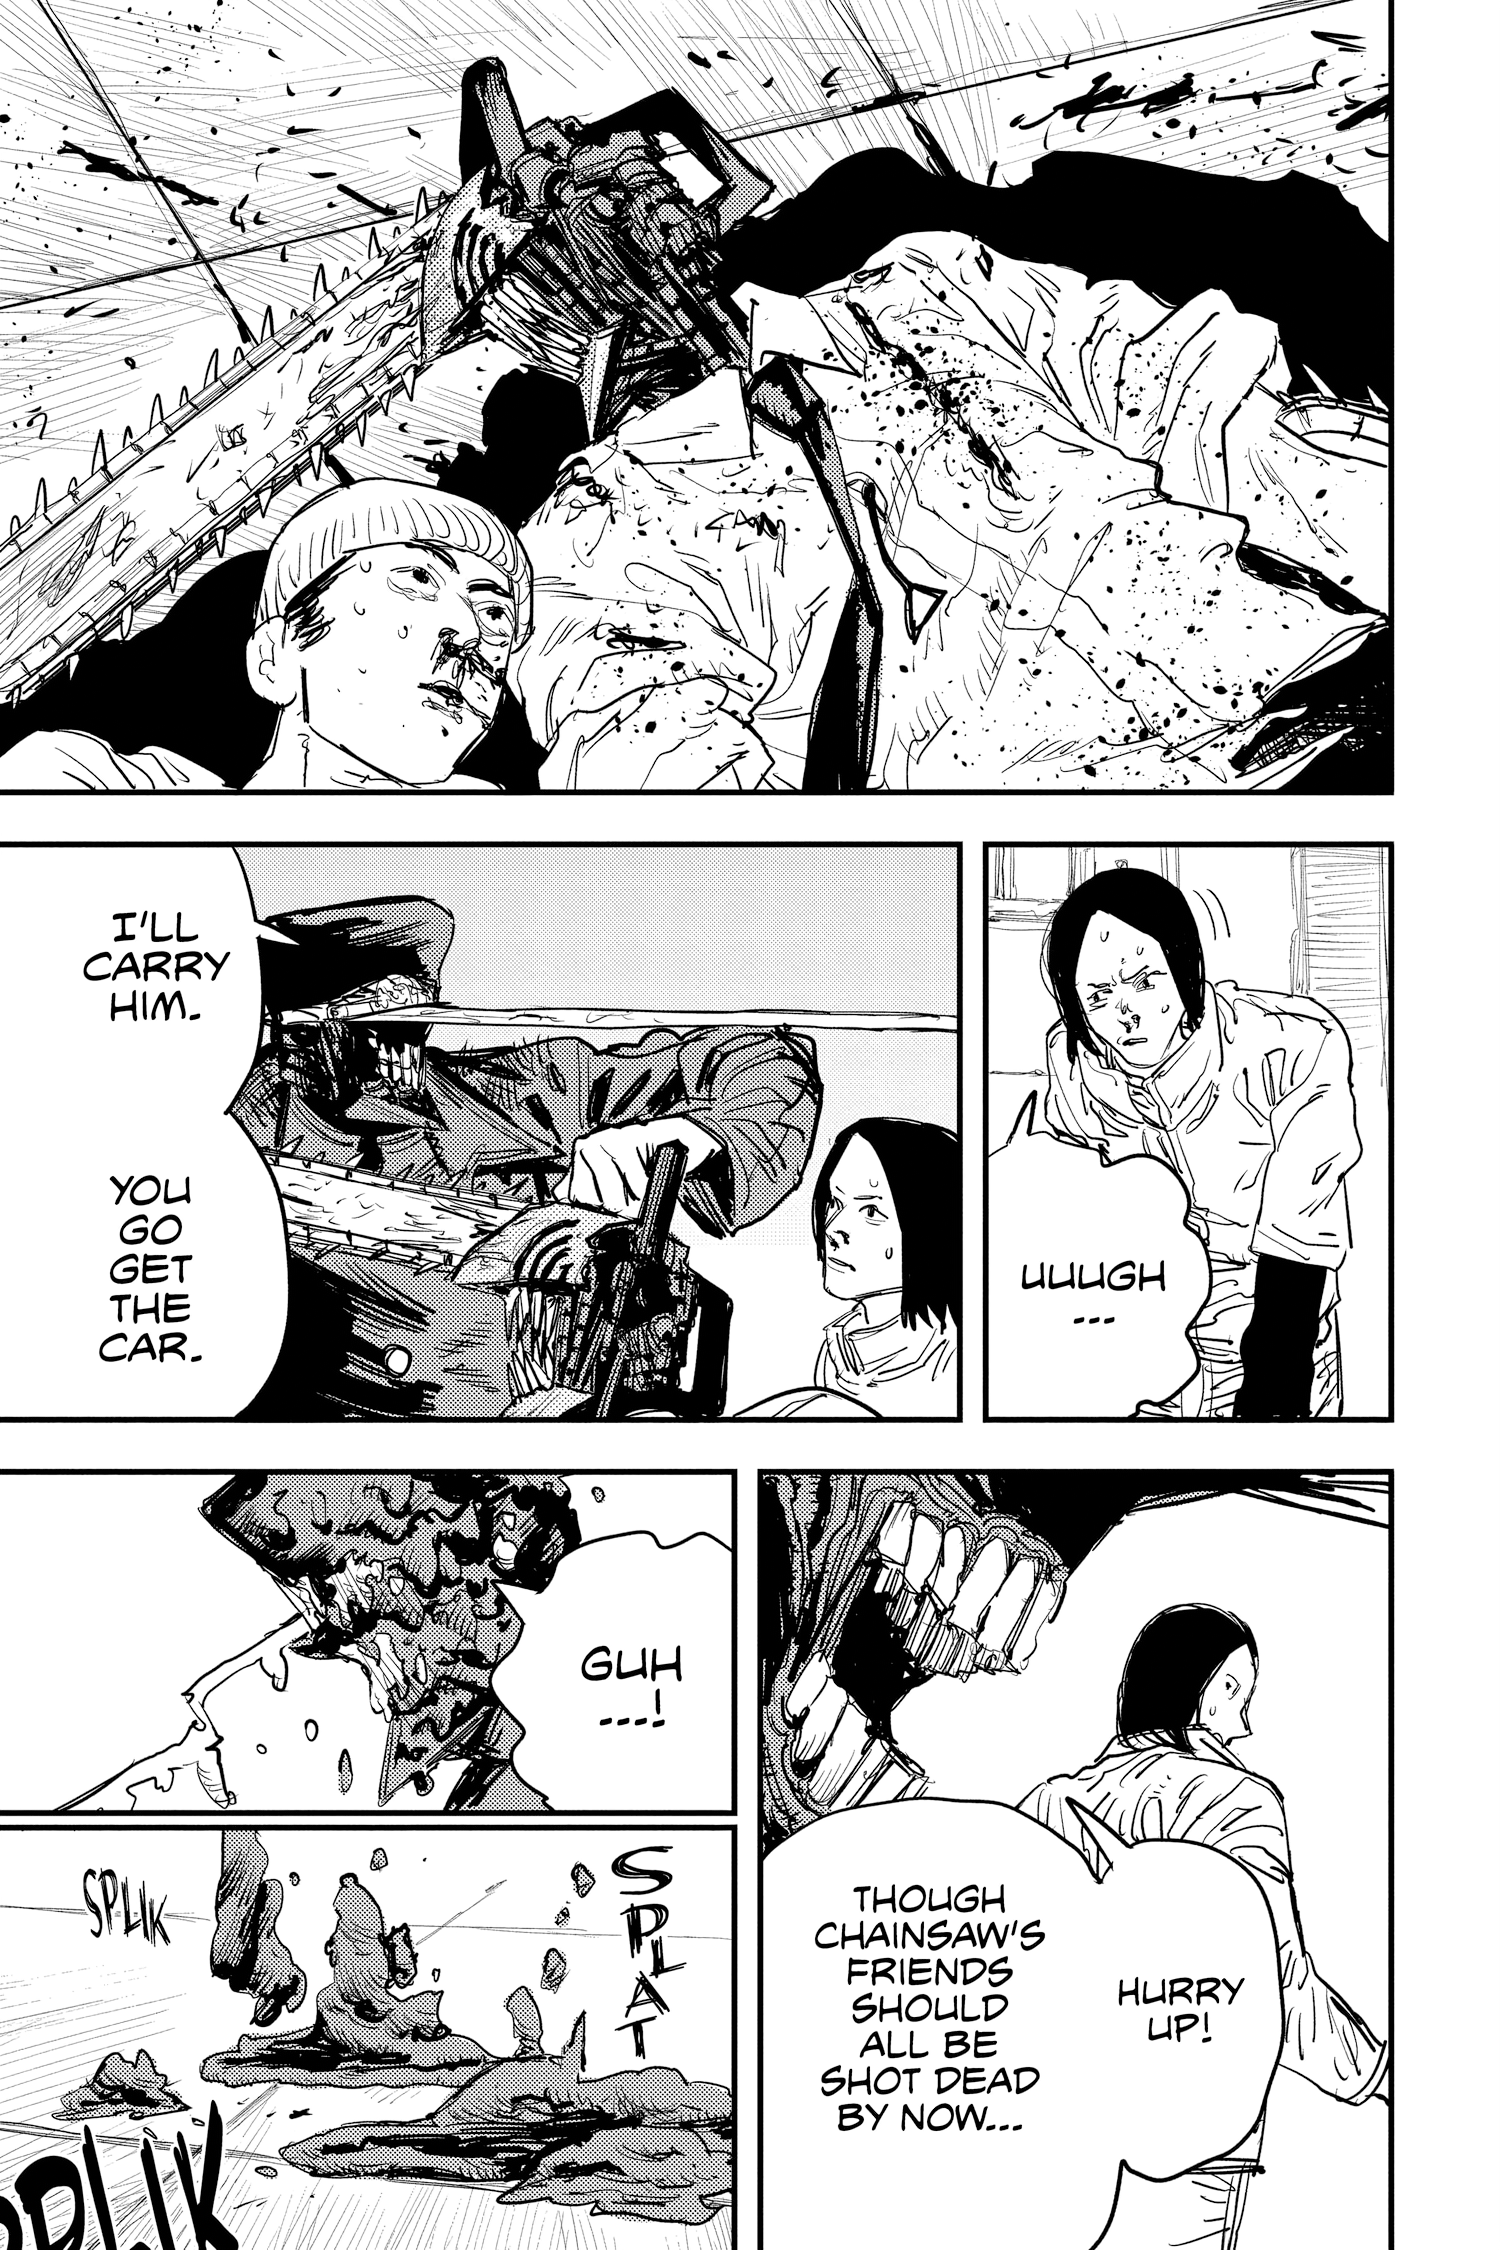 UUUGH
...
I'LL
CARRY
HIM.
YOU
GO
GET
THE
CAR.
HURRY
UP!
THOUGH
CHAINSAW'S
FRIENDS
SHOULD
ALL BE
SHOT DEAD
BY NOW...
GUH
...!
SPLAT
SPLIK
SPLIK